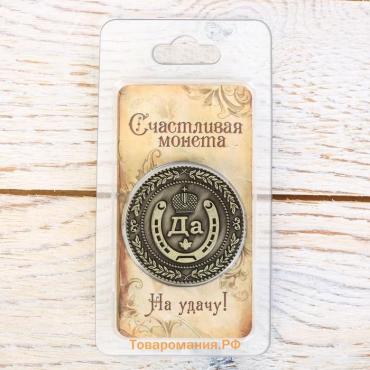 Счастливая
монета
Да
На удачу!
Товаромания.РФ